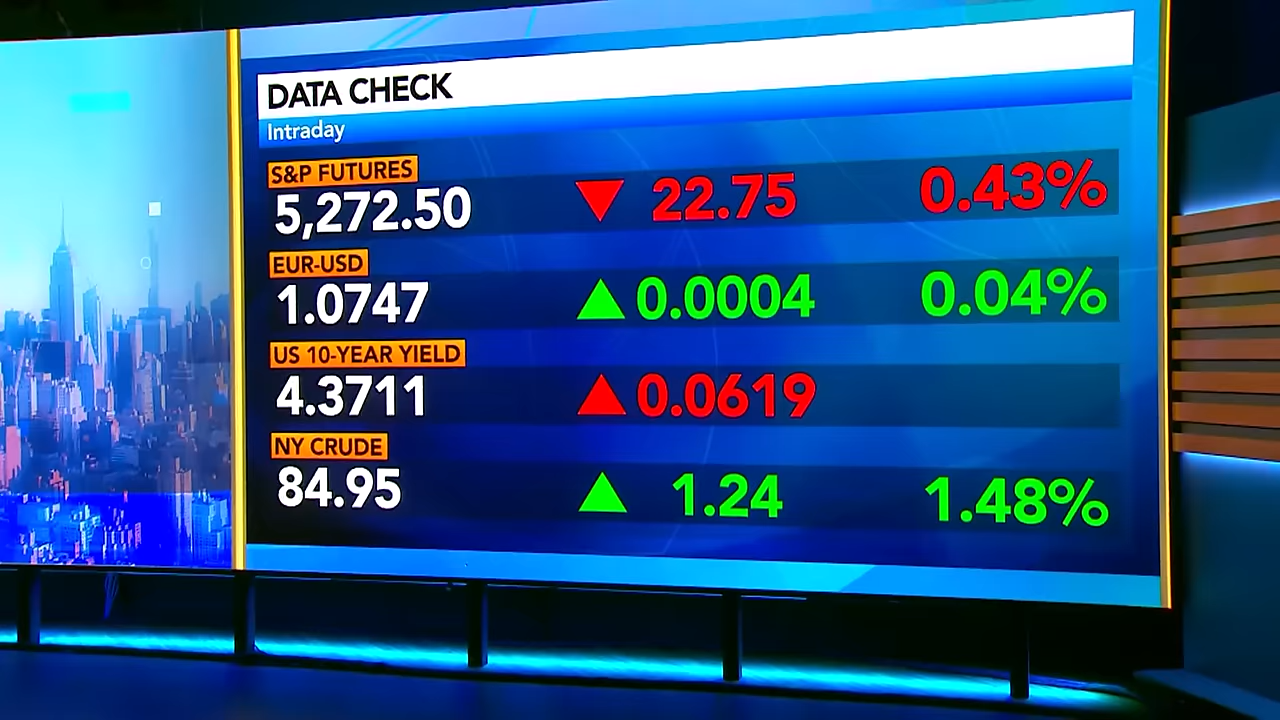 DATA CHECK
Intraday
S&P FUTURES
5,272.50 ▼ 22.75 0.43%
EUR-USD
1.0747 ▲ 0.0004 0.04%
US 10-YEAR YIELD
4.3711 ▲ 0.0619
NY CRUDE
84.95 ▲ 1.24 1.48%